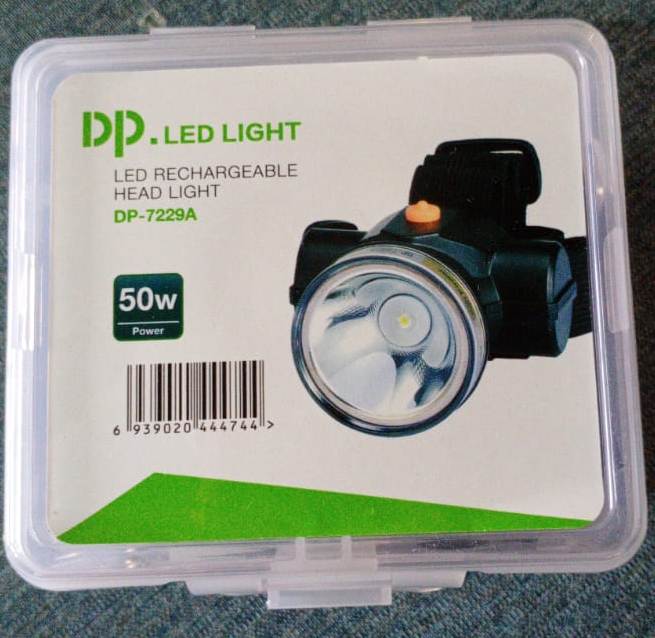 DP. LED LIGHT
LED RECHARGEABLE
HEAD LIGHT
DP-7229A
50w
Power
6 939020 444744 >